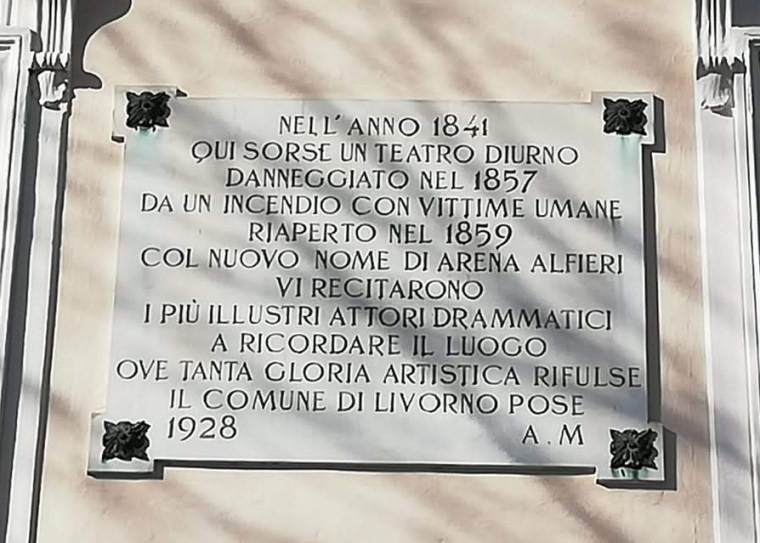 NELL'ANNO 1841
QUI SORSE UN TEATRO DIURNO
DANNEGGIATO NEL 1857
DA UN INCENDIO CON VITTIME UMANE
RIAPERTO NEL 1859
COL NUOVO NOME DI ARENA ALFIERI
VI RECITARONO
I PIÙ ILLUSTRI ATTORI DRAMMATICI
A RICORDARE IL LUOGO
OVE TANTA GLORIA ARTISTICA RIFULSE
IL COMUNE DI LIVORNO POSE
1928 A.M